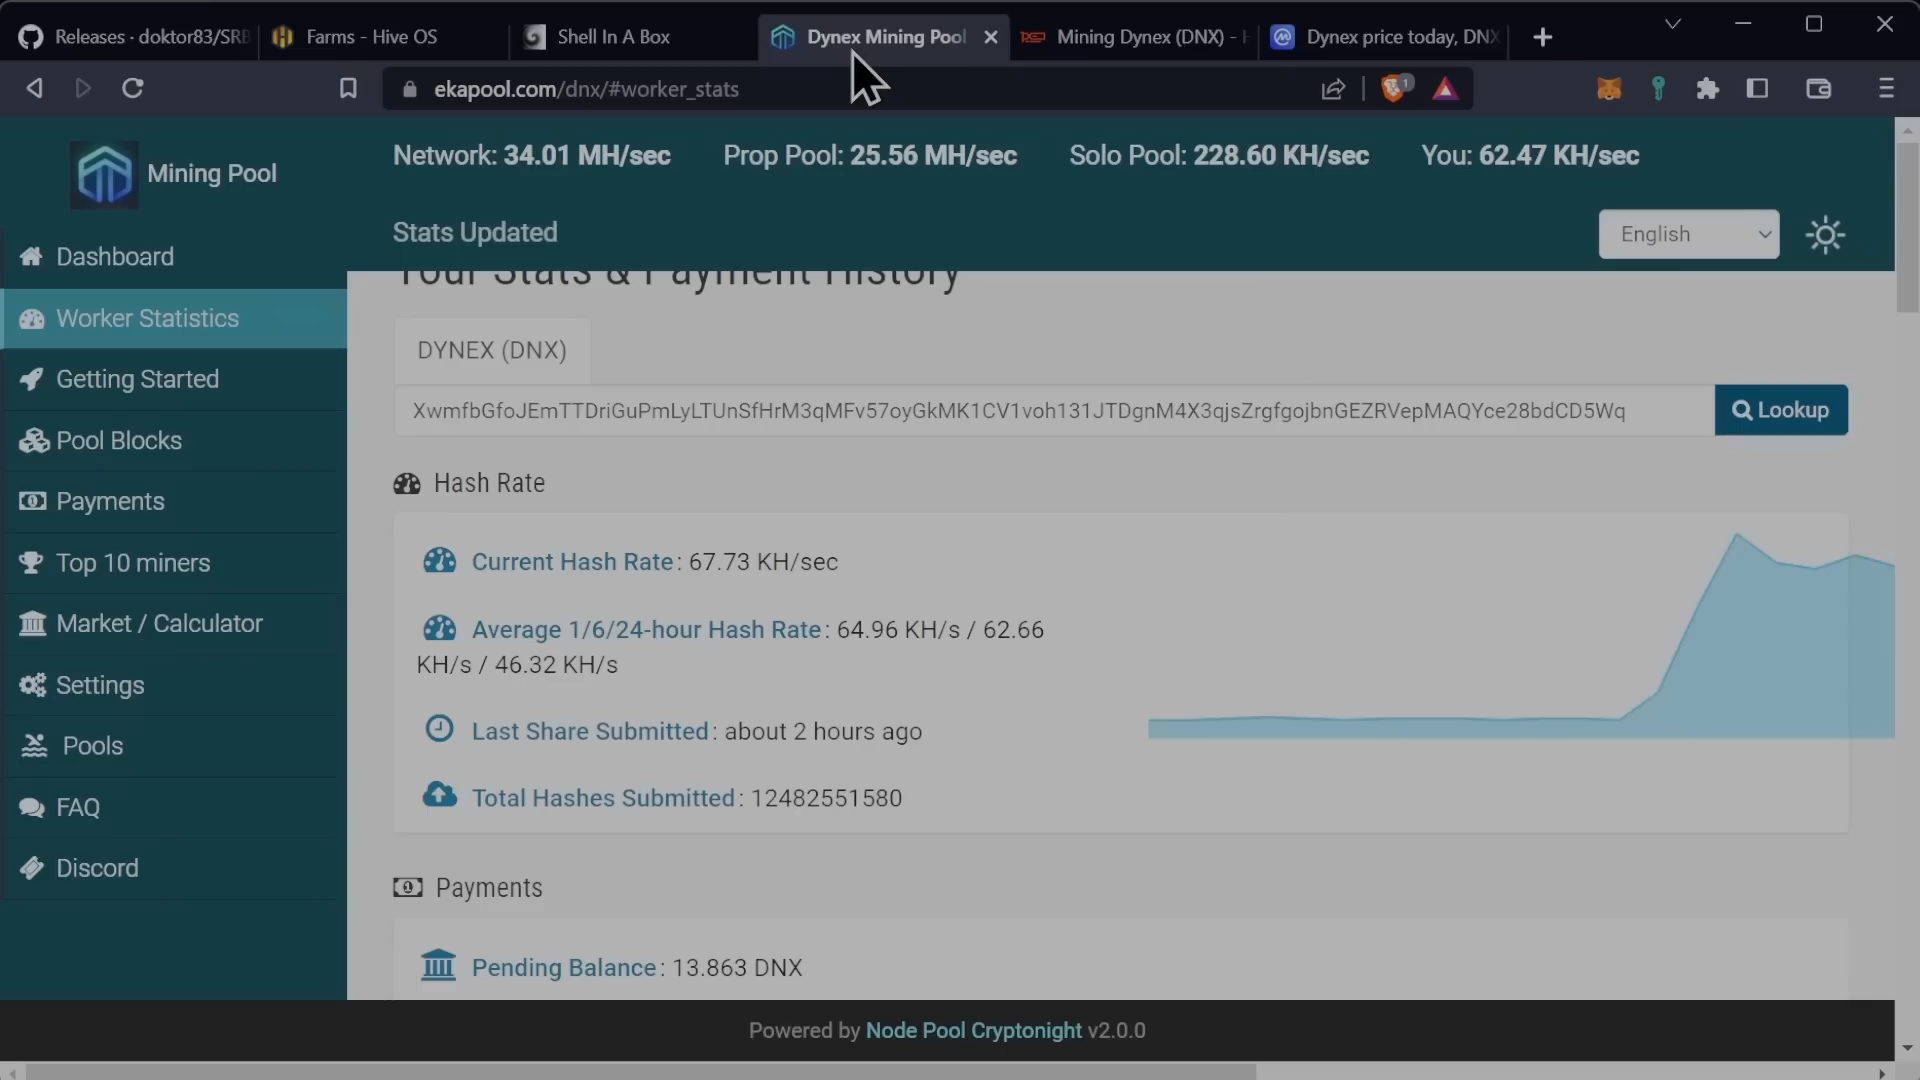 Releases · doktor83/SRB
Farms - Hive OS
Shell In A Box
Dynex Mining Pool
Mining Dynex (DNX) -
Dynex price today, DNX
ekapool.com/dnx/#worker_stats
1
Mining Pool
Network: 34.01 MH/sec
Prop Pool: 25.56 MH/sec
Solo Pool: 228.60 KH/sec
You: 62.47 KH/sec
Stats Updated
English
Dashboard
Worker Statistics
Getting Started
Pool Blocks
Payments
Top 10 miners
Market / Calculator
Settings
Pools
FAQ
Discord
Your Stats & Payment History
DYNEX (DNX)
XwmfbGfoJEmTTDriGuPmLyLTUnSfHrM3qMFv57oyGkMK1CV1voh131JTDgnM4X3qjsZrgfgojbnGEZRVepMAQYce28bdCD5Wq
Lookup
Hash Rate
Current Hash Rate: 67.73 KH/sec
Average 1/6/24-hour Hash Rate: 64.96 KH/s / 62.66
KH/s / 46.32 KH/s
Last Share Submitted: about 2 hours ago
Total Hashes Submitted: 12482551580
Payments
Pending Balance: 13.863 DNX
Powered by Node Pool Cryptonight v2.0.0